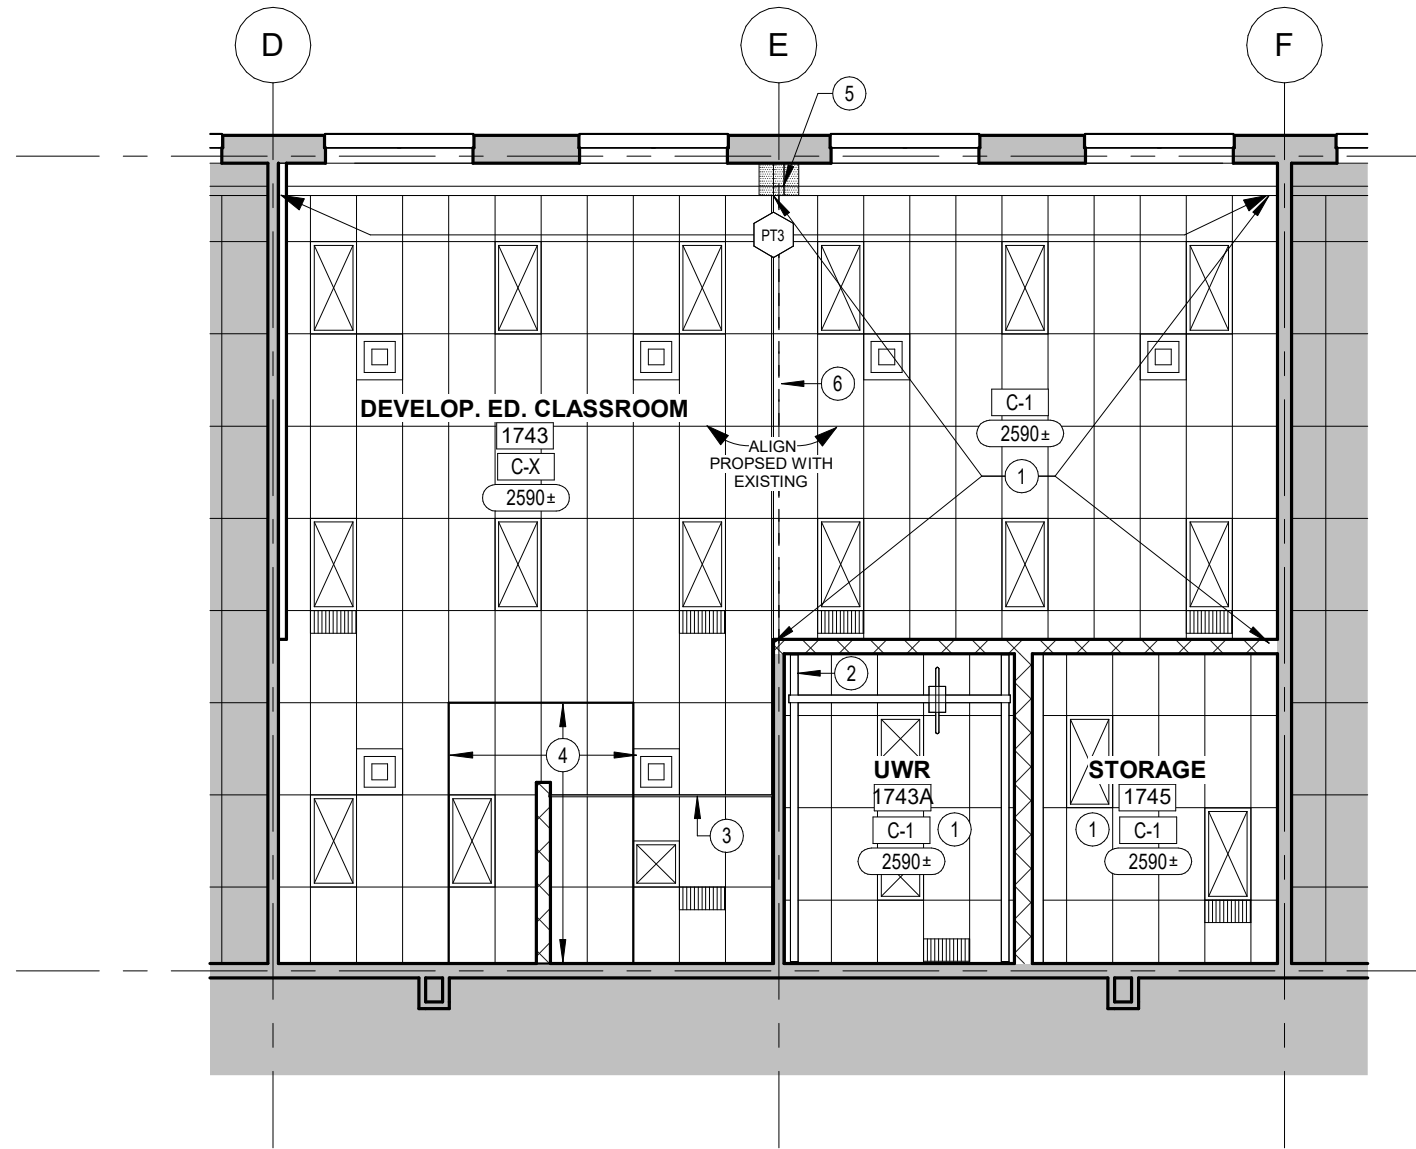 D
E
F
5
PT3
6
DEVELOP. ED. CLASSROOM
1743
C-X
2590±
ALIGN
PROPSED WITH
EXISTING
C-1
2590±
1
2
4
3
UWR
1743A
C-1
1
2590±
STORAGE
1745
1
C-1
2590±